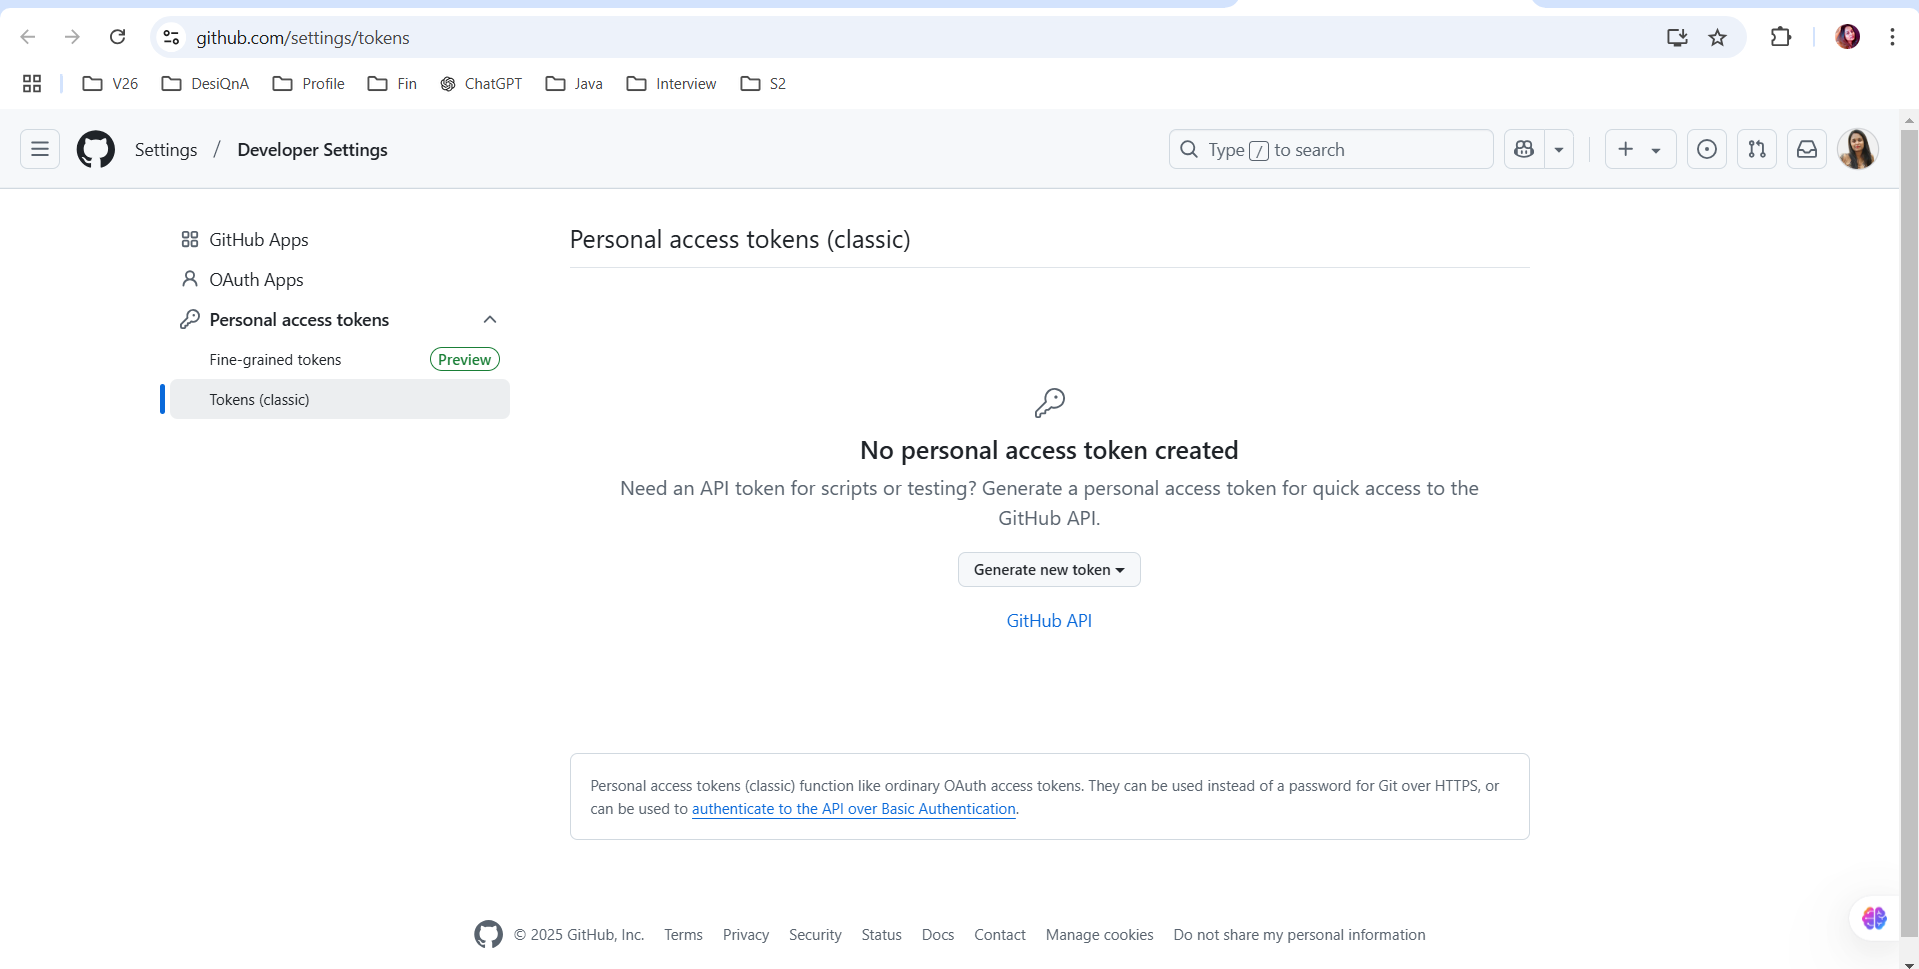 github.com/settings/tokens
V26 DesiQnA Profile Fin ChatGPT Java Interview S2
Settings / Developer Settings Type / to search
GitHub Apps
OAuth Apps
Personal access tokens
Fine-grained tokens Preview
Tokens (classic)
Personal access tokens (classic)
No personal access token created
Need an API token for scripts or testing? Generate a personal access token for quick access to the
GitHub API.
Generate new token
GitHub API
Personal access tokens (classic) function like ordinary OAuth access tokens. They can be used instead of a password for Git over HTTPS, or
can be used to authenticate to the API over Basic Authentication.
© 2025 GitHub, Inc. Terms Privacy Security Status Docs Contact Manage cookies Do not share my personal information